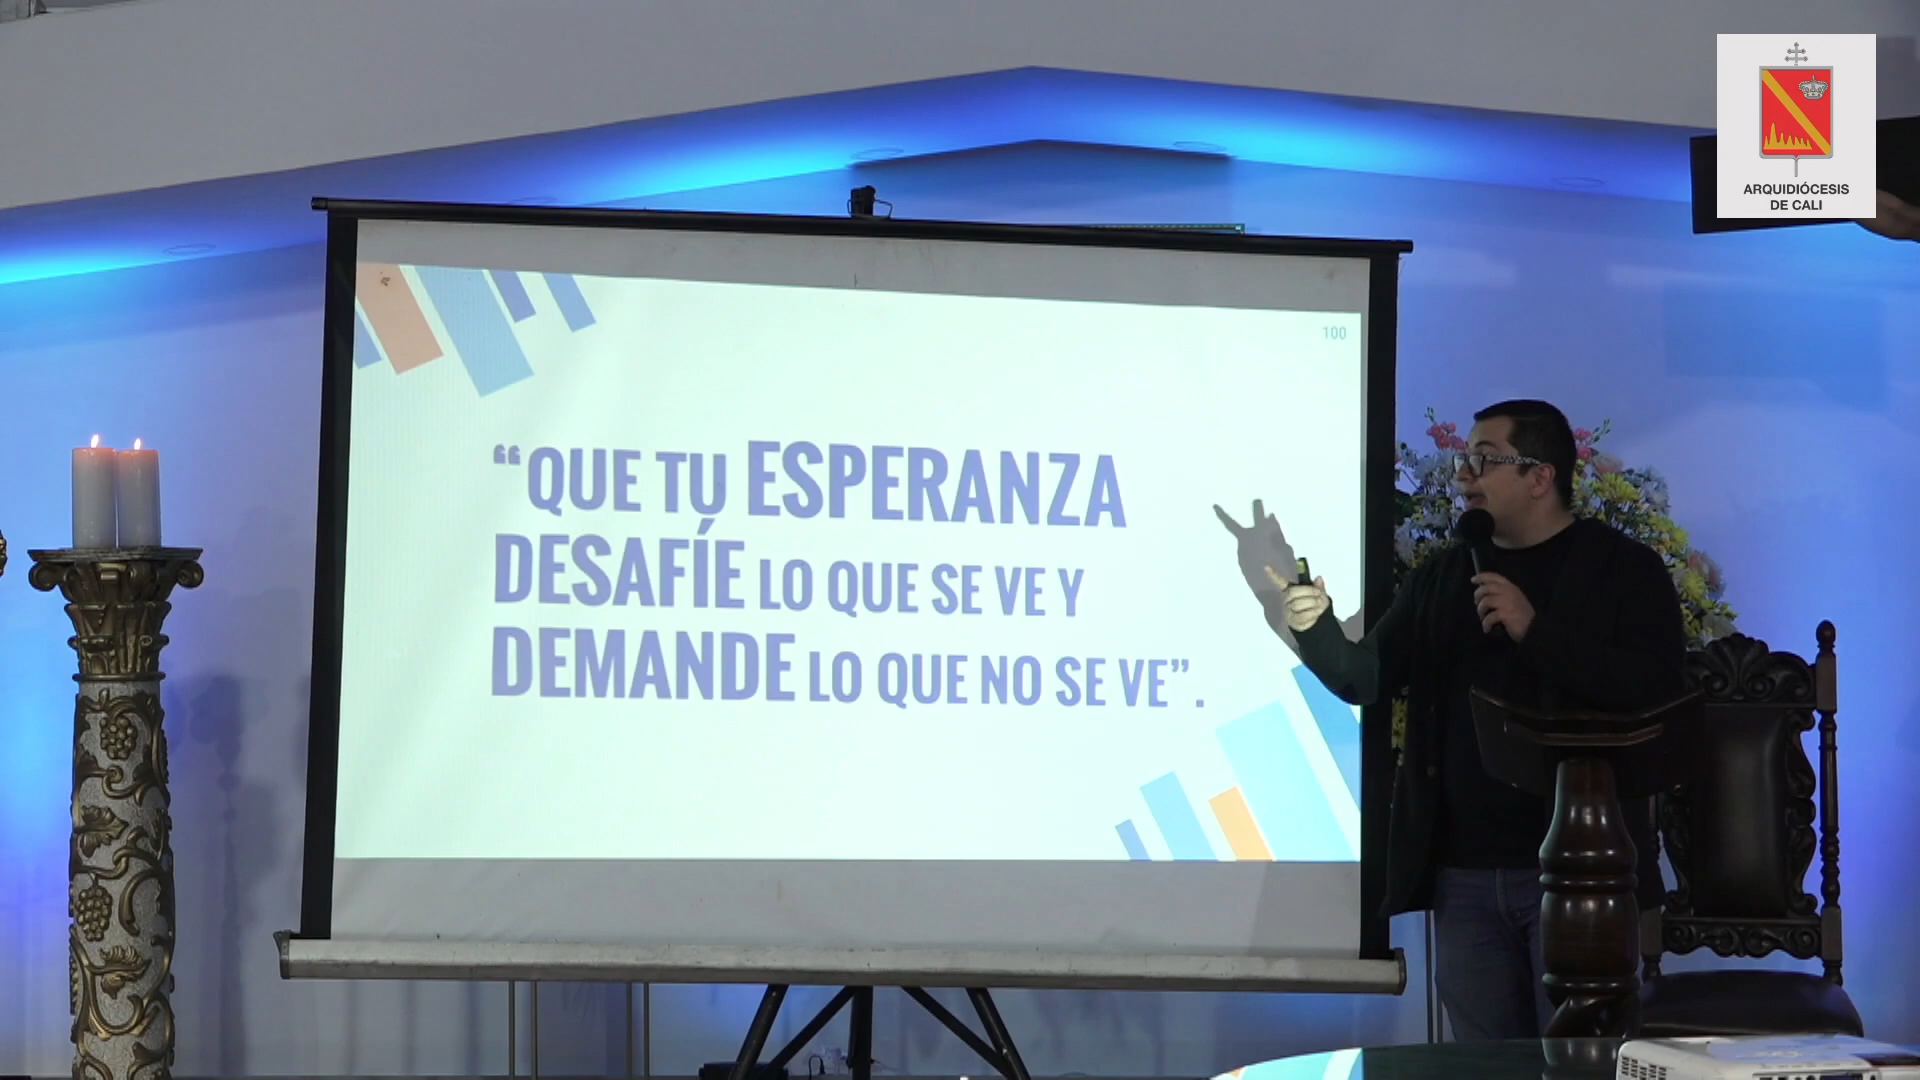 ARQUIDIÓCESIS
DE CALI
100
“QUE TU ESPERANZA
DESAFÍE LO QUE SE VE Y
DEMANDE LO QUE NO SE VE”.